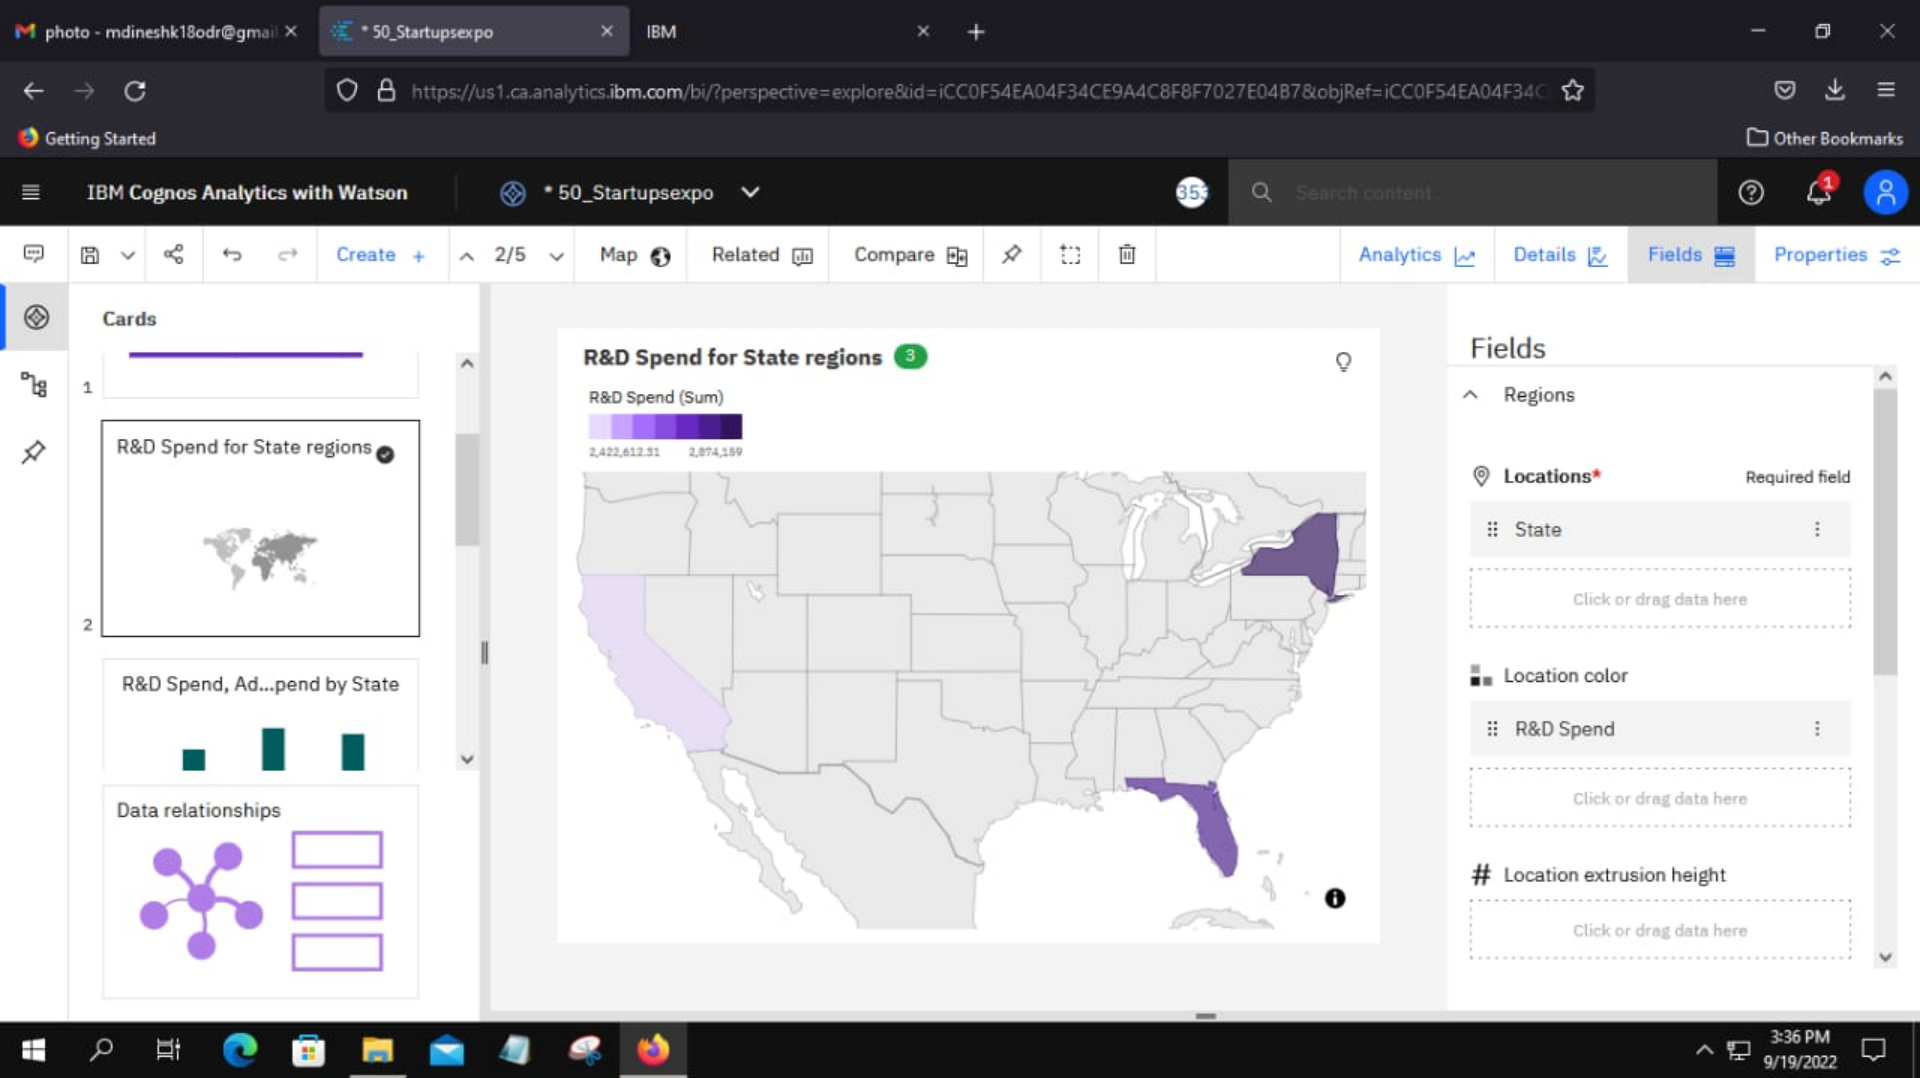 photo - mdineshk18odr@gmai
* 50_Startupsexpo
IBM
https://us1.ca.analytics.ibm.com/bi/?perspective=explore&id=iCC0F54EA04F34CE9A4C8F8F7027E04B7&objRef=iCC0F54EA04F34C
Getting Started
Other Bookmarks
IBM Cognos Analytics with Watson
* 50_Startupsexpo
353
Search content
1
Create +
2/5
Map
Related
Compare
Analytics
Details
Fields
Properties
Cards
1
R&D Spend for State regions
2
R&D Spend, Ad...pend by State
Data relationships
R&D Spend for State regions 3
R&D Spend (Sum)
2,422,612.31 2,874,159
Fields
Regions
Locations* Required field
State
Click or drag data here
Location color
R&D Spend
Click or drag data here
# Location extrusion height
Click or drag data here
3:36 PM
9/19/2022